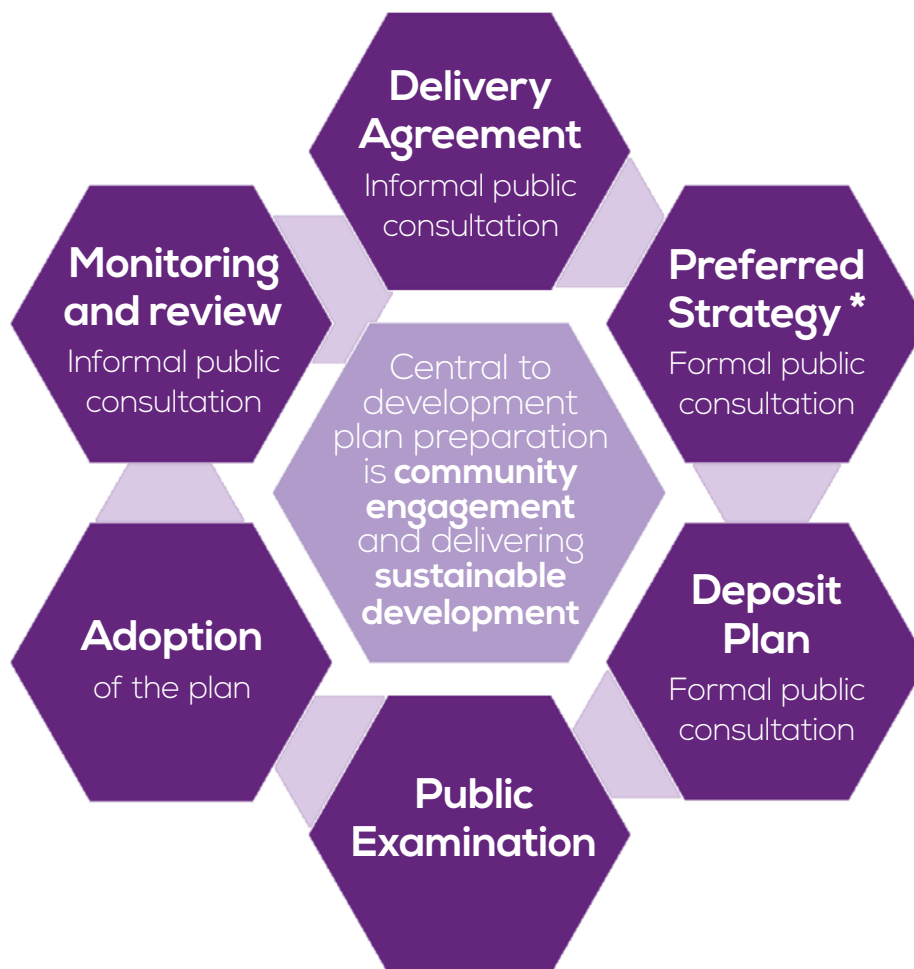 Delivery
Agreement
Informal public
consultation
Preferred
Strategy *
Formal public
consultation
Deposit
Plan
Formal public
consultation
Public
Examination
Adoption
of the plan
Monitoring
and review
Informal public
consultation
Central to
development
plan preparation
is community
engagement
and delivering
sustainable
development